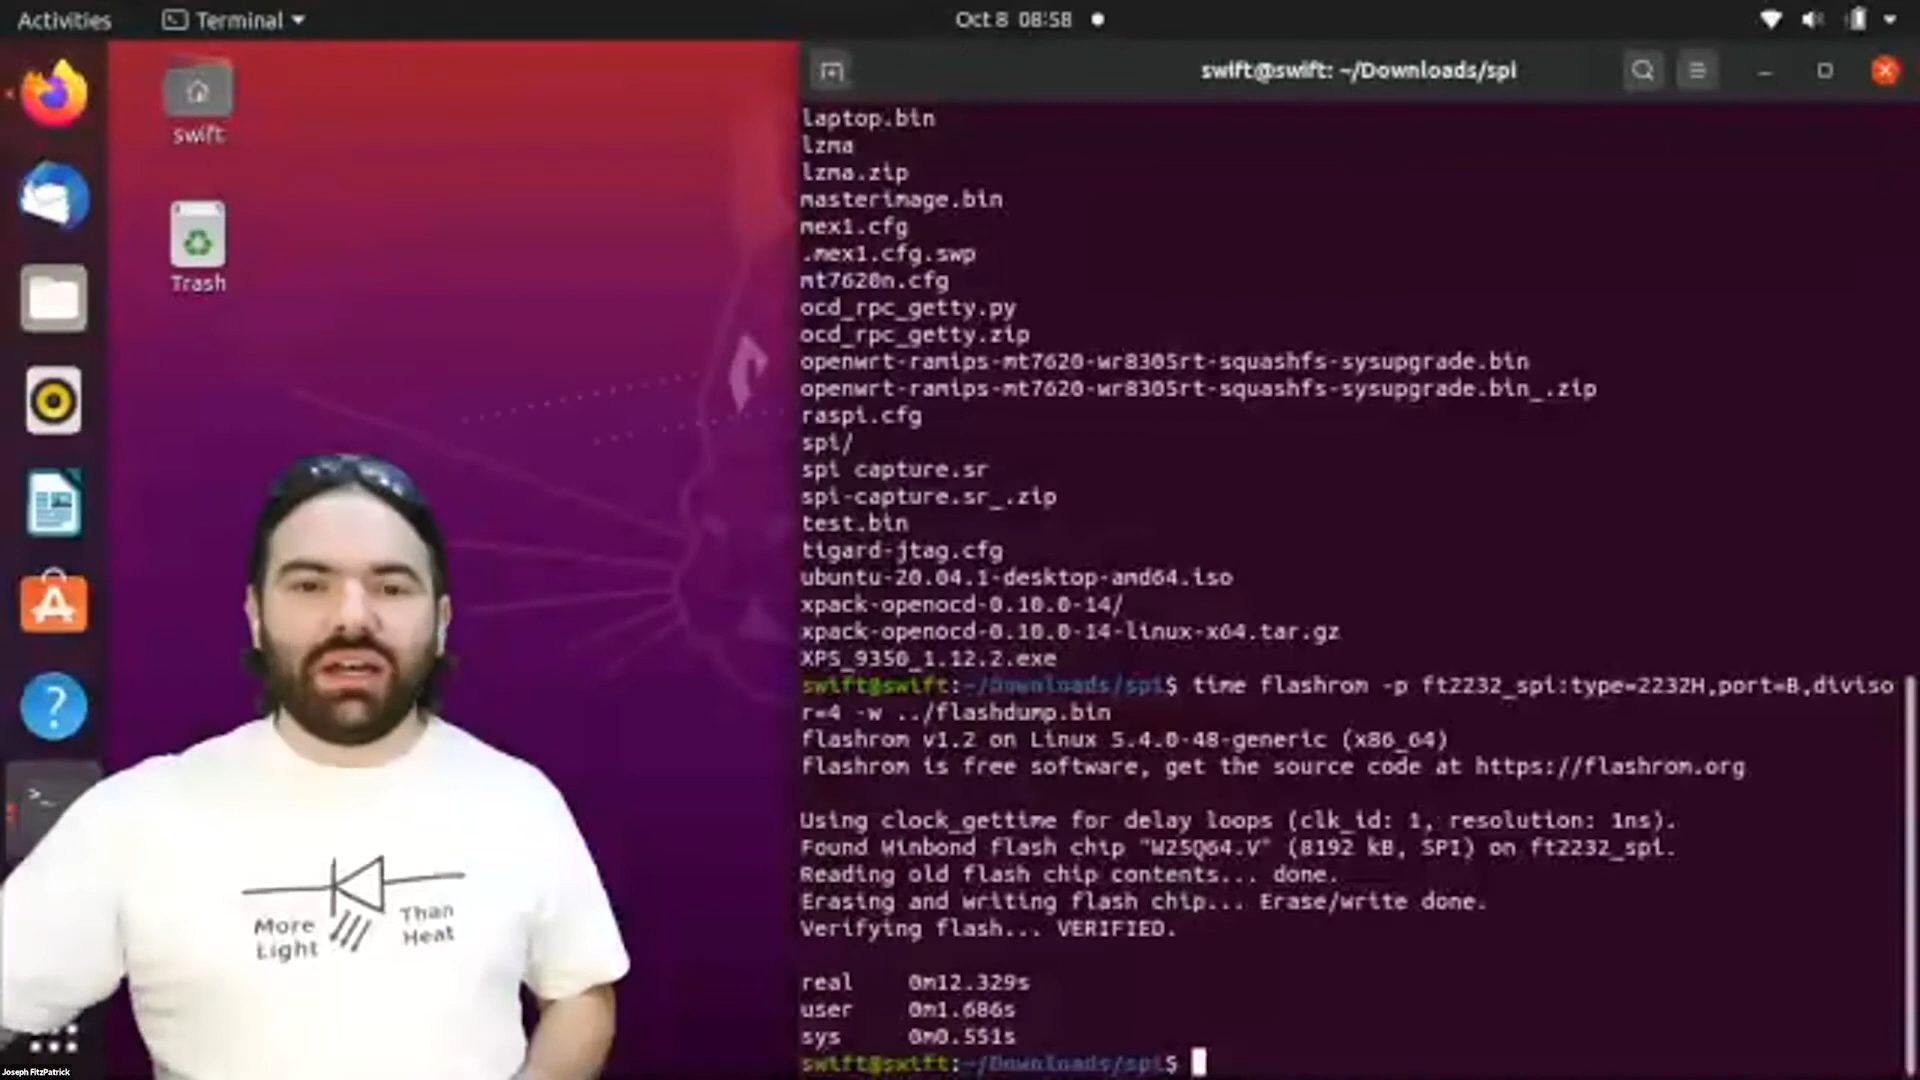 Activities
Terminal
Oct 8 08:58
swift@swift: ~/Downloads/spi
swift
Trash
laptop.bin
lzma
lzma.zip
masterimage.bin
mex1.cfg
.mex1.cfg.swp
mt7620n.cfg
ocd_rpc_getty.py
ocd_rpc_getty.zip
openwrt-ramips-mt7620-wr8305rt-squashfs-sysupgrade.bin
openwrt-ramips-mt7620-wr8305rt-squashfs-sysupgrade.bin_.zip
raspi.cfg
spi/
spi capture.sr
spi-capture.sr_.zip
test.bin
tigard-jtag.cfg
ubuntu-20.04.1-desktop-amd64.iso
xpack-openocd-0.10.0-14/
xpack-openocd-0.10.0-14-linux-x64.tar.gz
XPS_9350_1.12.2.exe
swift@swift:~/Downloads/spi$ time flashrom -p ft2232_spi:type=2232H,port=B,diviso
r=4 -w ../flashdump.bin
flashrom v1.2 on Linux 5.4.0-48-generic (x86_64)
flashrom is free software, get the source code at https://flashrom.org
Using clock_gettime for delay loops (clk_id: 1, resolution: 1ns).
Found Winbond flash chip "W25Q64.V" (8192 kB, SPI) on ft2232_spi.
Reading old flash chip contents... done.
Erasing and writing flash chip... Erase/write done.
Verifying flash... VERIFIED.
real 0m12.329s
user 0m1.686s
sys 0m0.551s
swift@swift:~/Downloads/spi$
More Than
Light Heat
Joseph FitzPatrick